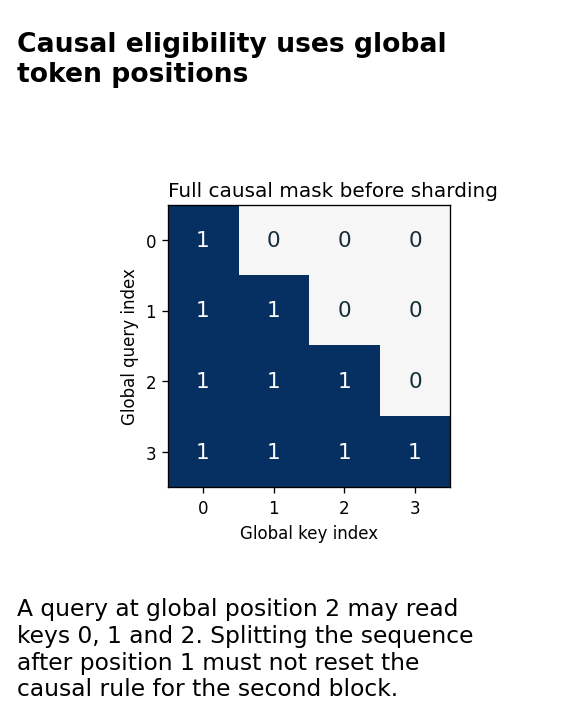 Causal eligibility uses global
token positions
Full causal mask before sharding
Global query index
0 1 0 0 0
1 1 1 0 0
2 1 1 1 0
3 1 1 1 1
0 1 2 3
Global key index
A query at global position 2 may read
keys 0, 1 and 2. Splitting the sequence
after position 1 must not reset the
causal rule for the second block.